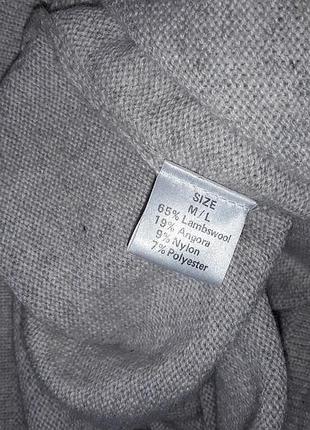 SIZE
M/L
65% Lambswool
19% Angora
9% Nylon
7% Polyester